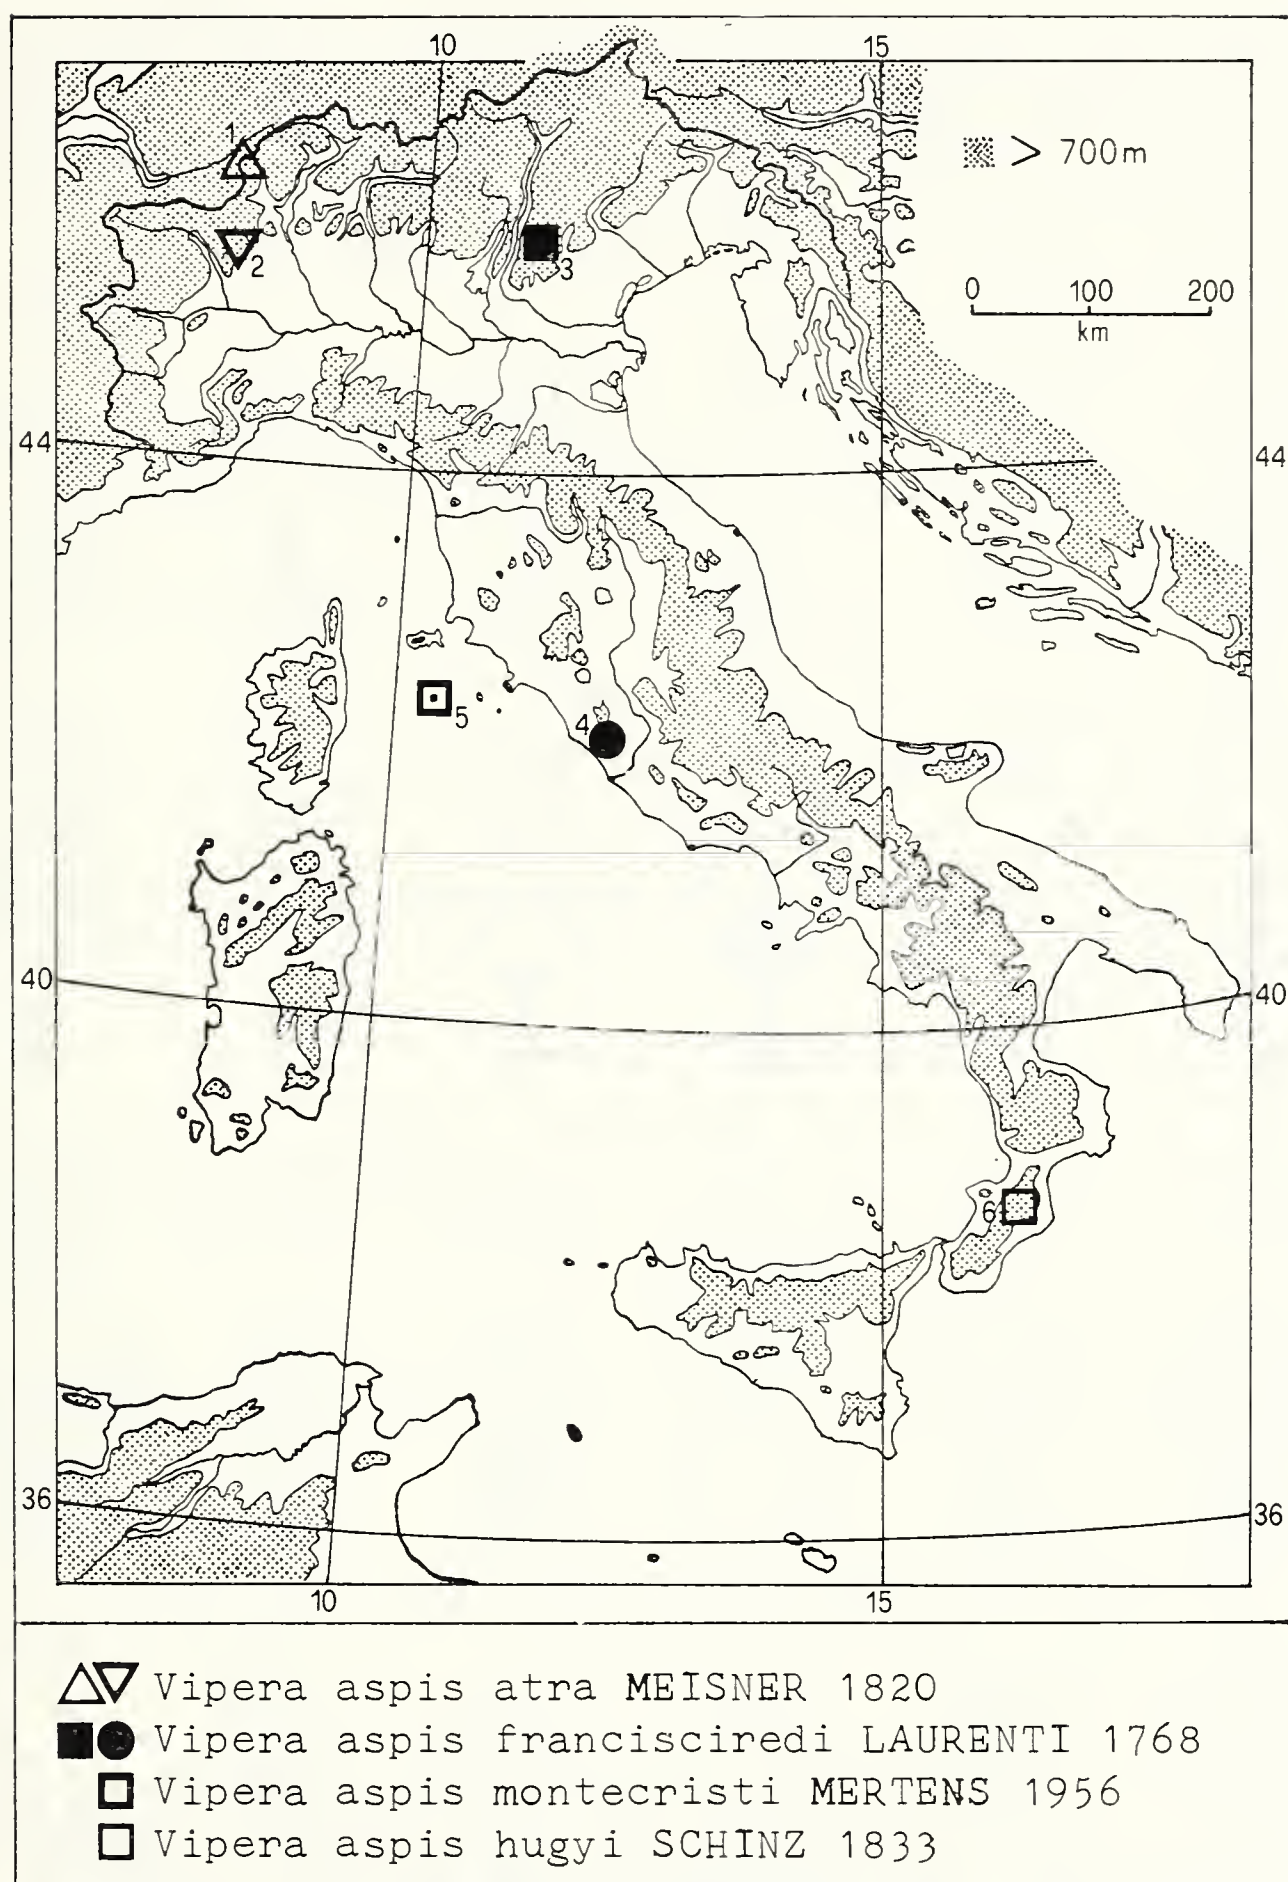 10 15
1
> 700m
2
3
0 100 200
km
44 44
5
4
40 40
6
36 36
10 15
Vipera aspis atra MEISNER 1820
Vipera aspis francisciredi LAURENTI 1768
Vipera aspis montecristi MERTENS 1956
Vipera aspis hugyi SCHINZ 1833